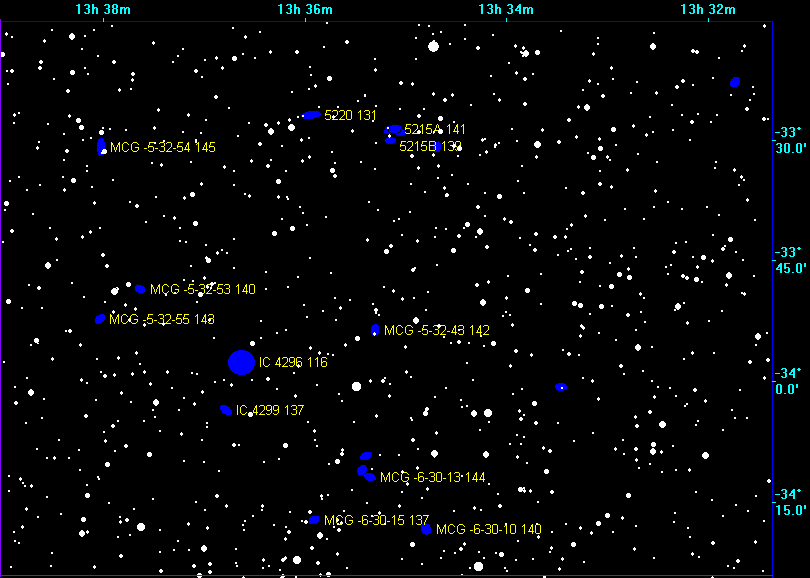 13h 38m 13h 36m 13h 34m 13h 32m
5220 131
5215A 141
-33°
30.0'
5215B 132
MCG -5-32-54 145
-33°
45.0'
MCG -5-32-53 140
MCG -5-32-55 143
MCG -5-32-43 142
IC 4296 116
-34°
0.0'
IC 4299 137
MCG -6-30-13 144
-34°
15.0'
MCG -6-30-15 137
MCG -6-30-10 140